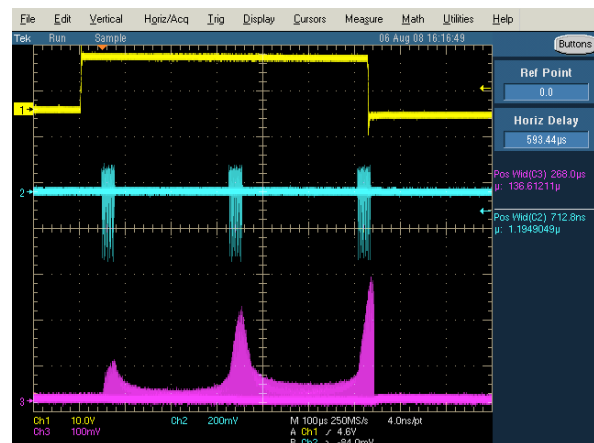 File Edit Vertical Horiz/Acq Trig Display Cursors Measure Math Utilities Help
Tek Run Sample 06 Aug 08 16:16:49
Buttons
Ref Point
0.0
Horiz Delay
593.44µs
Pos Wid(C3) 268.0µs
µ: 136.61211µ
Pos Wid(C2) 712.8ns
µ: 1.1949049µ
1
2
3
Ch1 10.0V Ch2 200mV M 100µs 250MS/s 4.0ns/pt
Ch3 100mV A Ch1 ⁄ 4.6V
B Ch2 -84.0mV